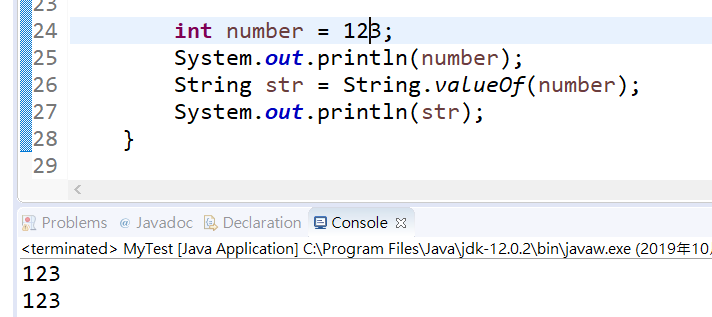 23
24 int number = 123;
25 System.out.println(number);
26 String str = String.valueOf(number);
27 System.out.println(str);
28 }
29
Problems @ Javadoc Declaration Console
<terminated> MyTest [Java Application] C:\Program Files\Java\jdk-12.0.2\bin\javaw.exe (2019年10
123
123